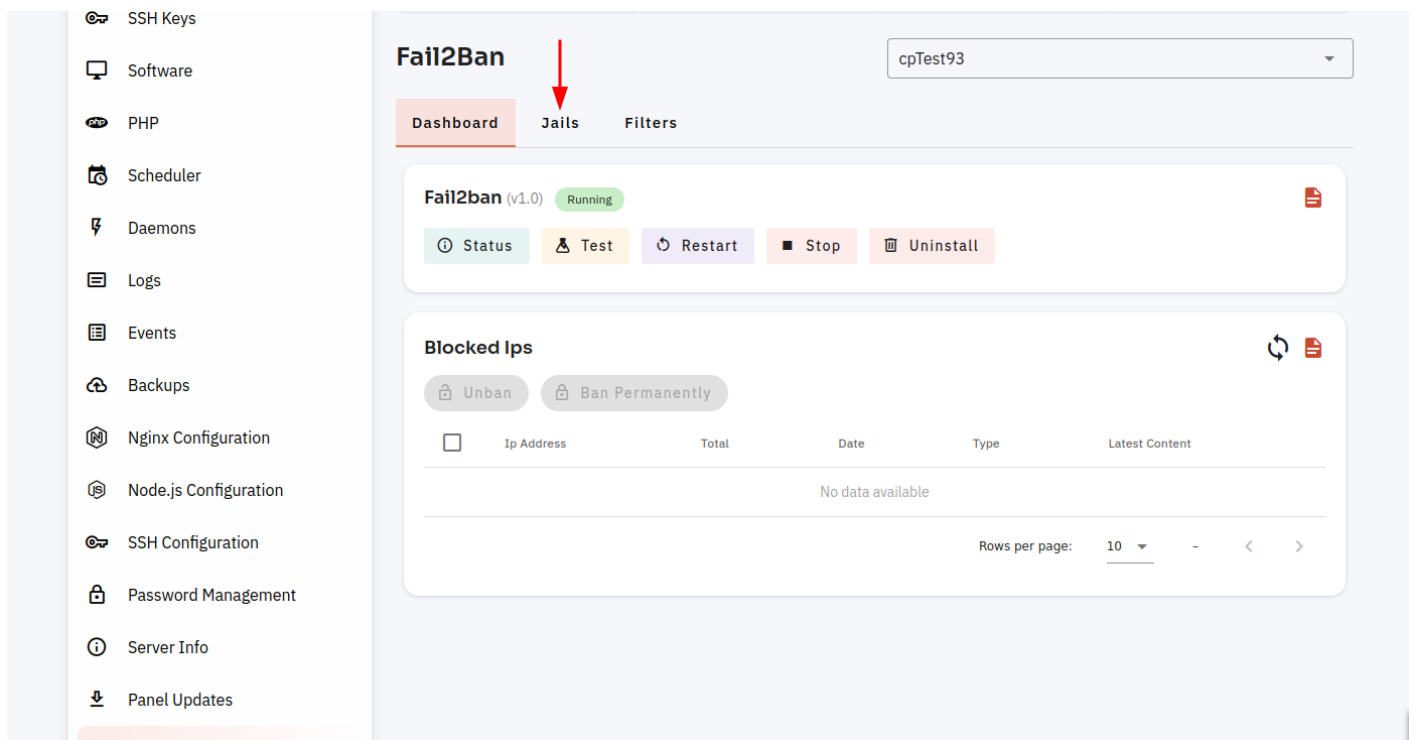 SSH Keys
Software
php PHP
Scheduler
Daemons
Logs
Events
Backups
N Nginx Configuration
JS Node.js Configuration
SSH Configuration
Password Management
Server Info
Panel Updates
Fail2Ban
cpTest93
Dashboard Jails Filters
Fail2ban (v1.0) Running
Status Test Restart Stop Uninstall
Blocked Ips
Unban Ban Permanently
Ip Address Total Date Type Latest Content
No data available
Rows per page: 10 –